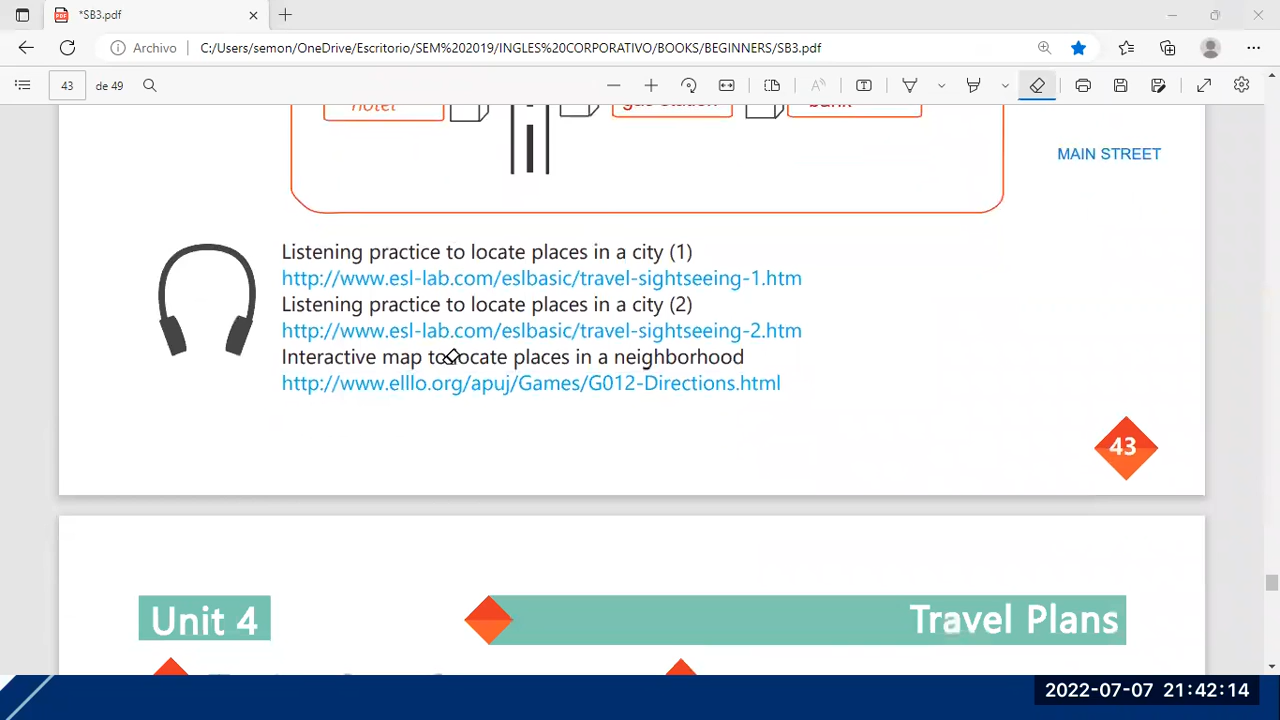 *SB3.pdf
Archivo
C:/Users/semon/OneDrive/Escritorio/SEM%202019/INGLES%20CORPORATIVO/BOOKS/BEGINNERS/SB3.pdf
43 de 49
hotel gas station bank
MAIN STREET
Listening practice to locate places in a city (1)
http://www.esl-lab.com/eslbasic/travel-sightseeing-1.htm
Listening practice to locate places in a city (2)
http://www.esl-lab.com/eslbasic/travel-sightseeing-2.htm
Interactive map to locate places in a neighborhood
http://www.elllo.org/apuj/Games/G012-Directions.html
43
Unit 4
Travel Plans
2022-07-07 21:42:14